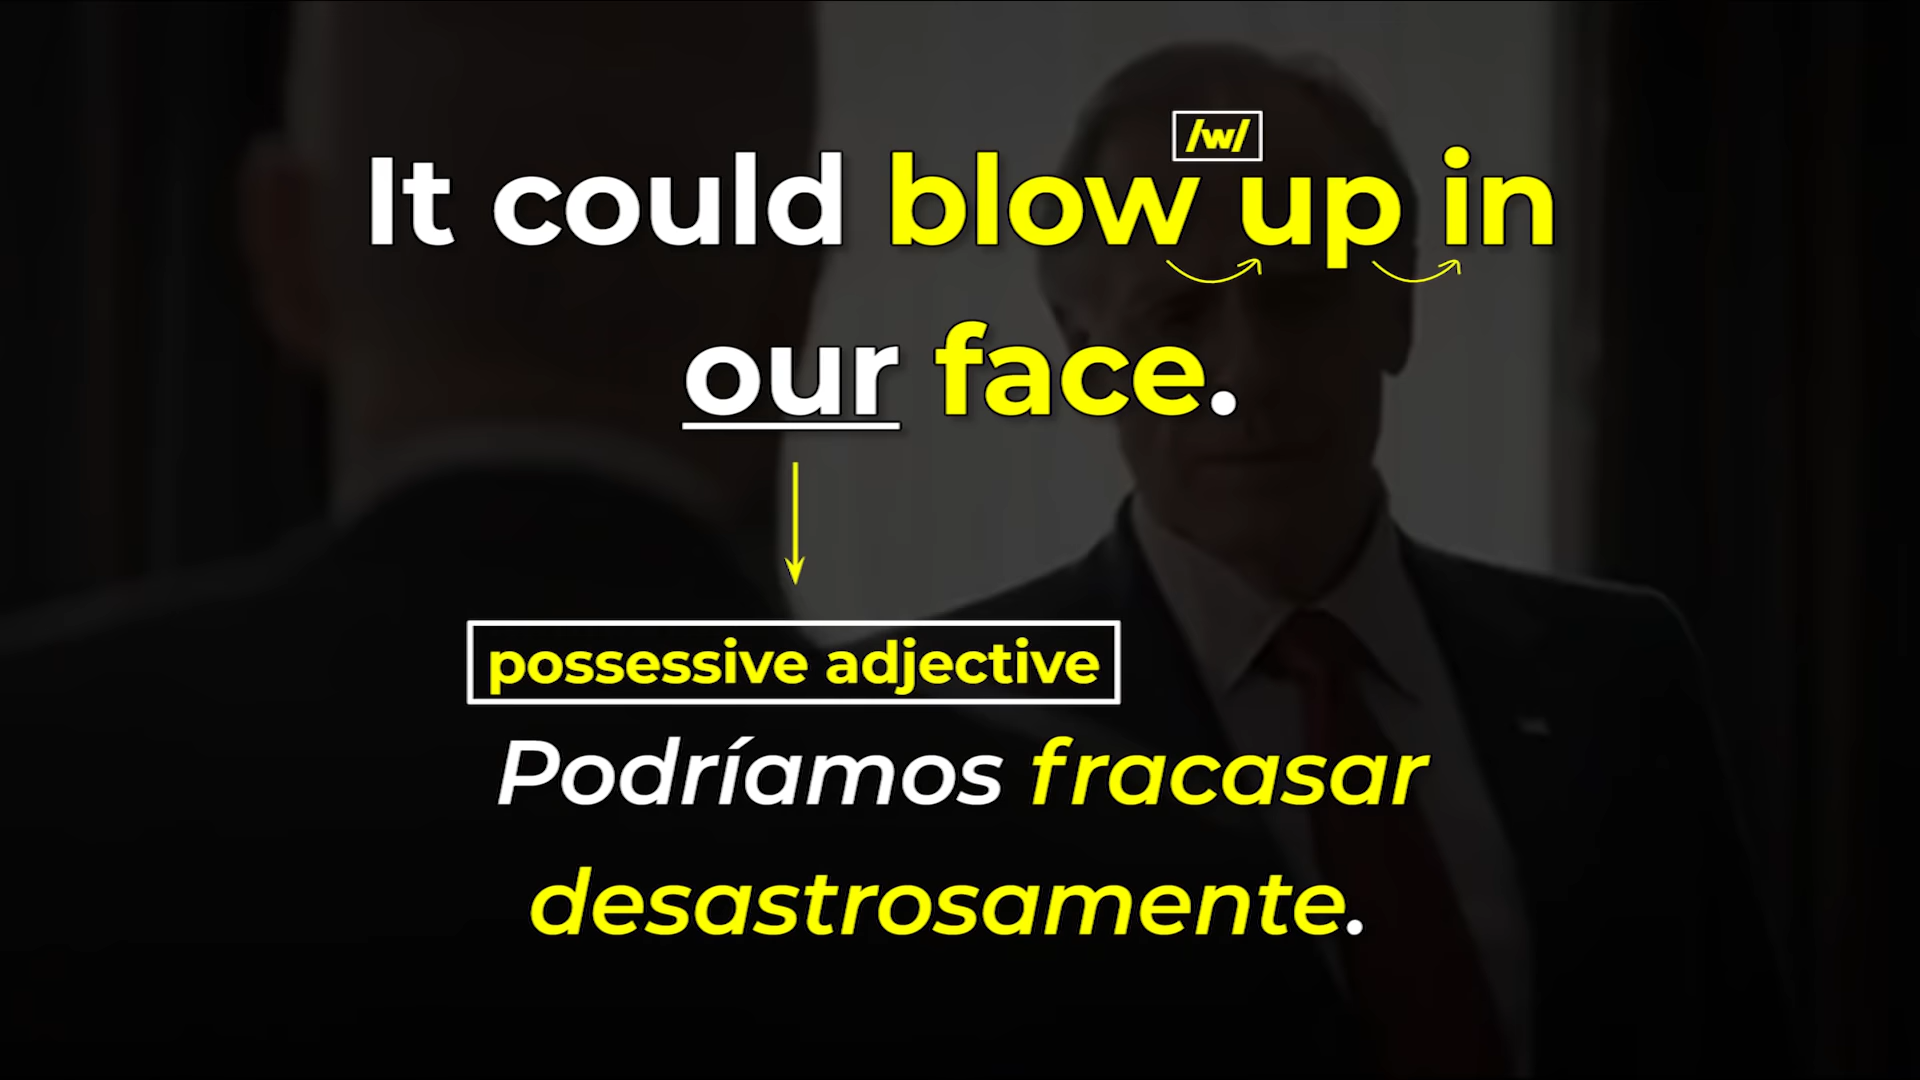 /w/
It could blow up in
our face.
possessive adjective
Podríamos fracasar
desastrosamente.